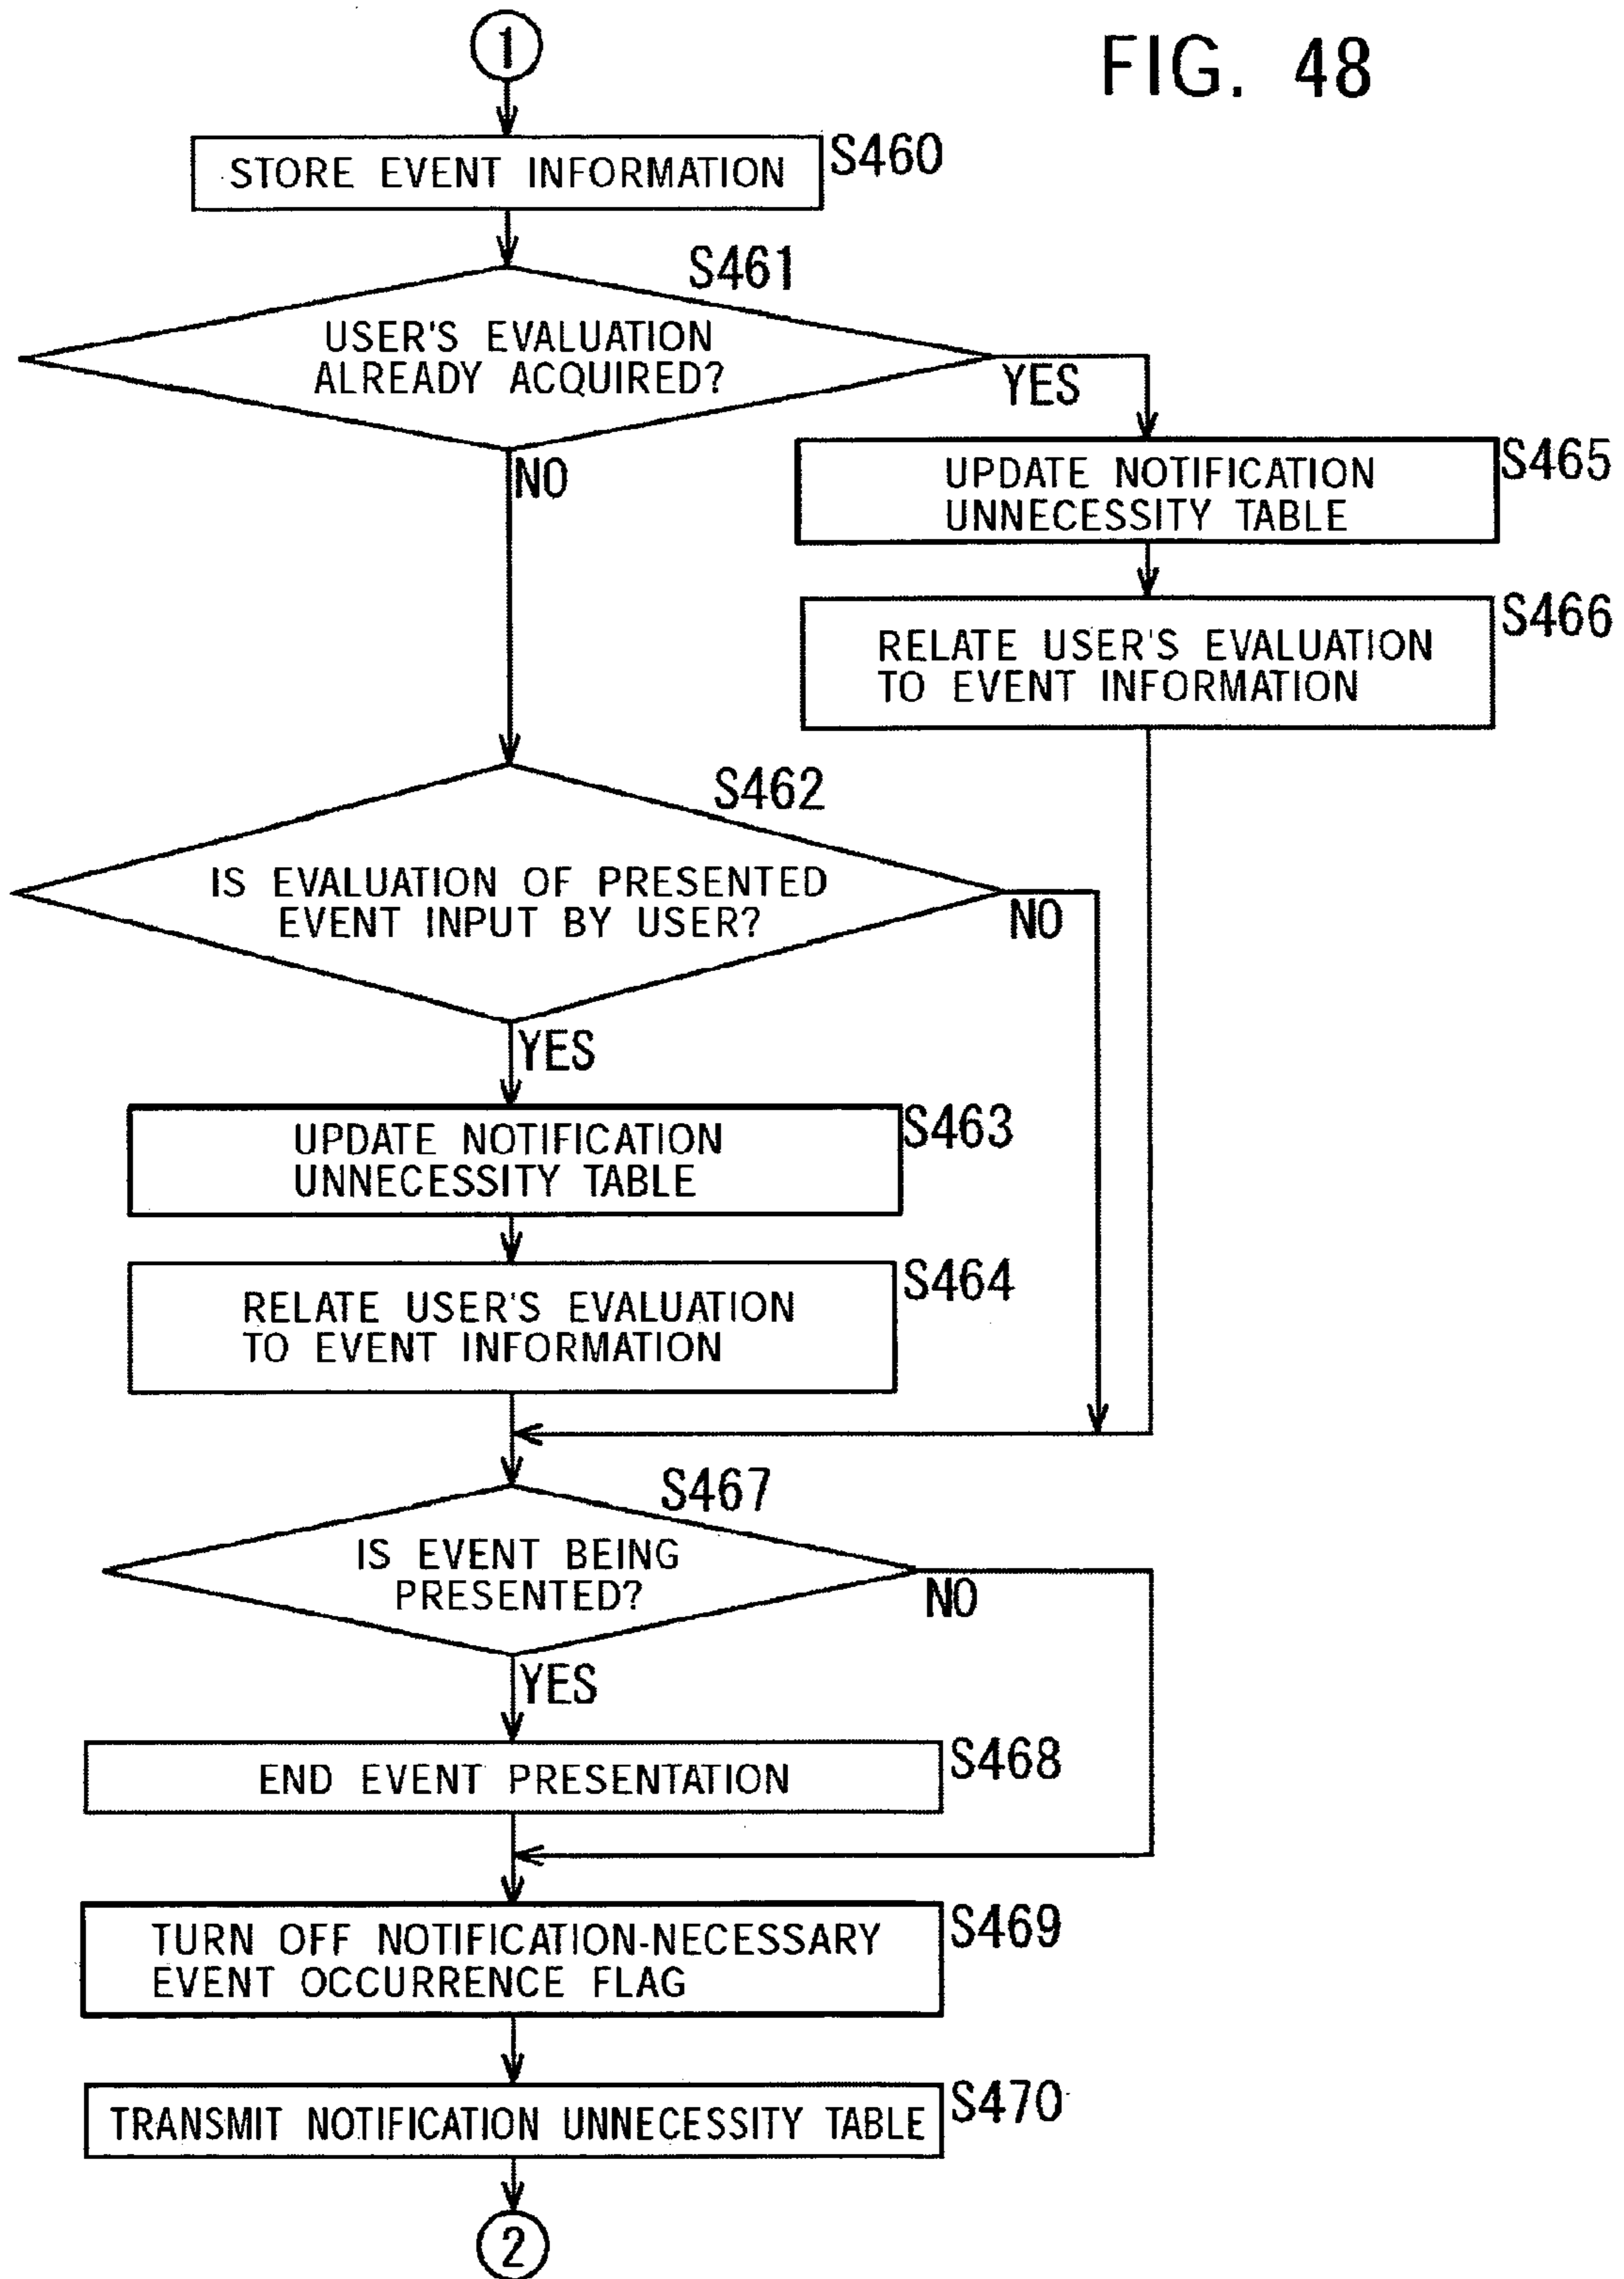 FIG. 48
1
STORE EVENT INFORMATION
S460
S461
USER'S EVALUATION
ALREADY ACQUIRED?
YES
NO
UPDATE NOTIFICATION
UNNECESSITY TABLE
S465
RELATE USER'S EVALUATION
TO EVENT INFORMATION
S466
S462
IS EVALUATION OF PRESENTED
EVENT INPUT BY USER?
NO
YES
UPDATE NOTIFICATION
UNNECESSITY TABLE
S463
RELATE USER'S EVALUATION
TO EVENT INFORMATION
S464
S467
IS EVENT BEING
PRESENTED?
NO
YES
END EVENT PRESENTATION
S468
TURN OFF NOTIFICATION-NECESSARY
EVENT OCCURRENCE FLAG
S469
TRANSMIT NOTIFICATION UNNECESSITY TABLE
S470
2